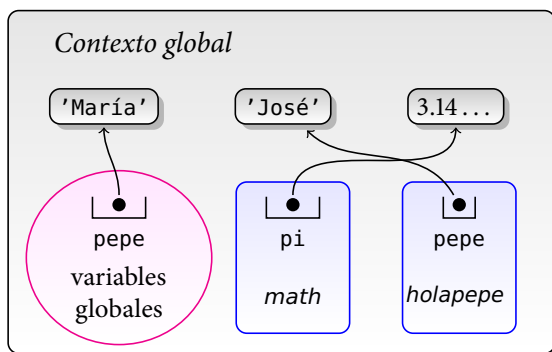 Contexto global
’María’ ’José’ 3.14 . . .
pepe pi pepe
variables
globales
math holapepe